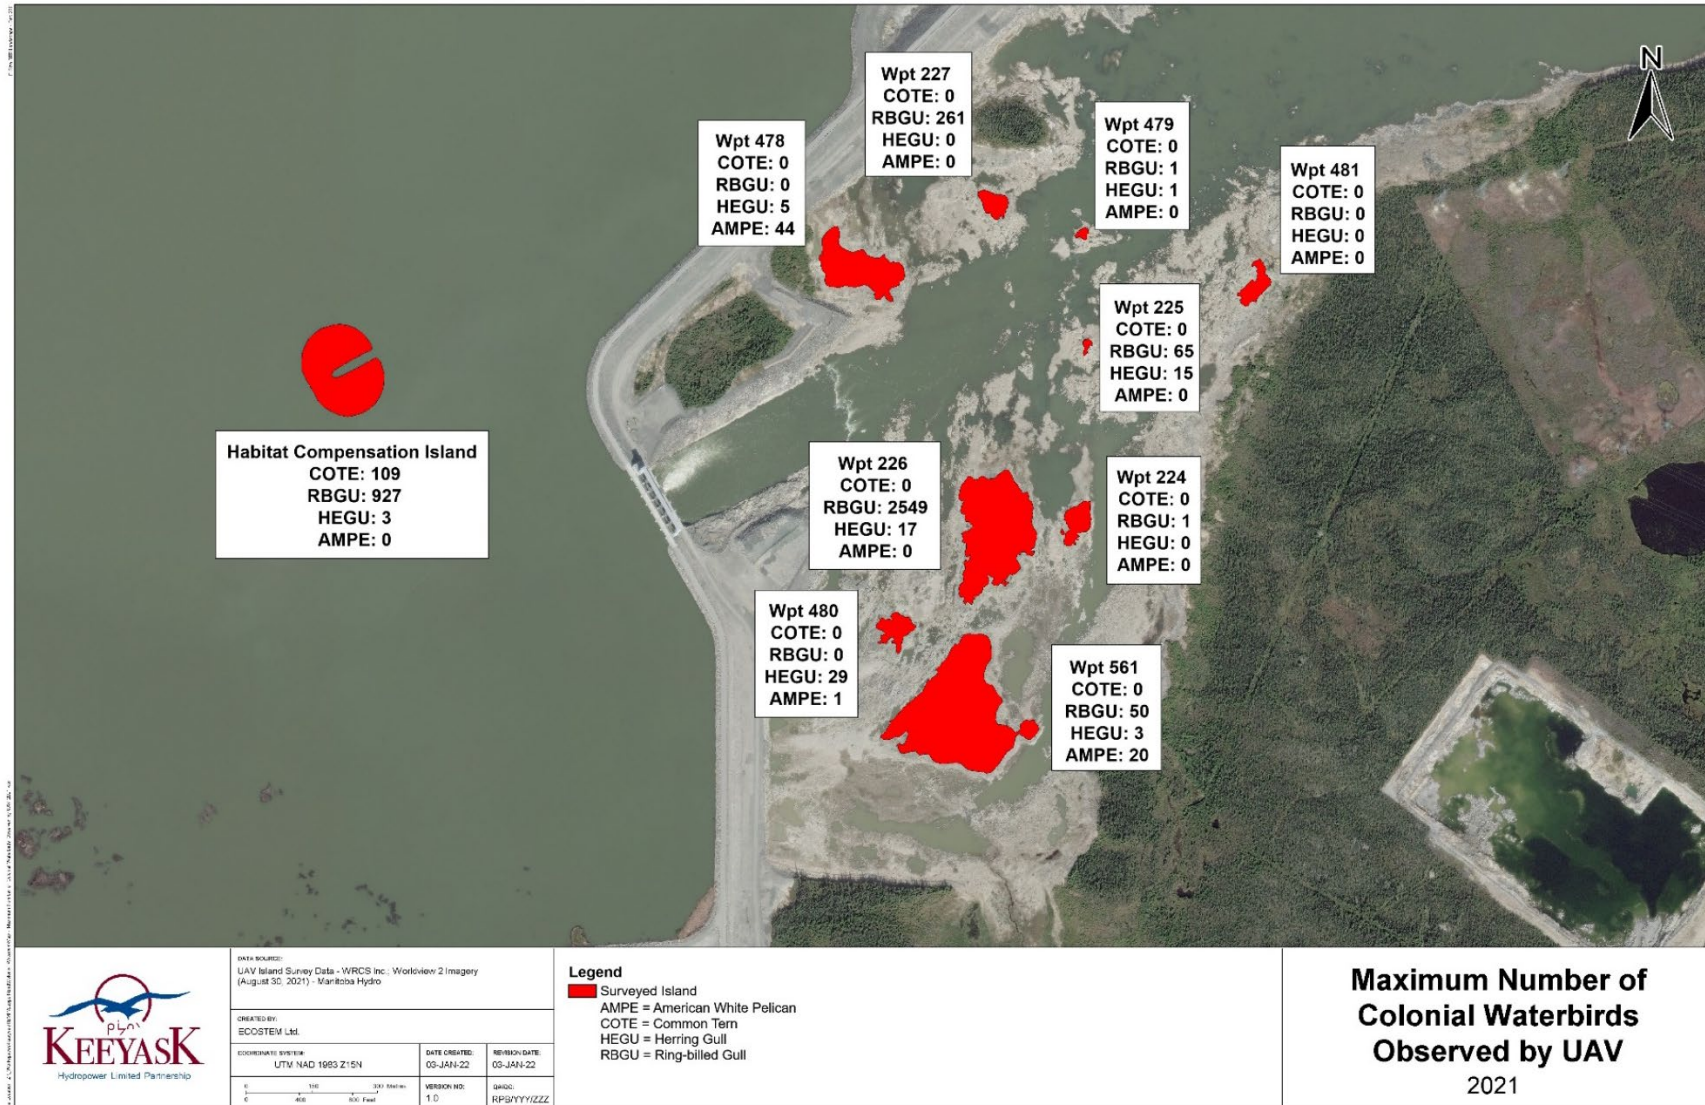 N
Wpt 227
COTE: 0
RBGU: 261
HEGU: 0
AMPE: 0
Wpt 478
COTE: 0
RBGU: 0
HEGU: 5
AMPE: 44
Wpt 479
COTE: 0
RBGU: 1
HEGU: 1
AMPE: 0
Wpt 481
COTE: 0
RBGU: 0
HEGU: 0
AMPE: 0
Wpt 225
COTE: 0
RBGU: 65
HEGU: 15
AMPE: 0
Habitat Compensation Island
COTE: 109
RBGU: 927
HEGU: 3
AMPE: 0
Wpt 226
COTE: 0
RBGU: 2549
HEGU: 17
AMPE: 0
Wpt 224
COTE: 0
RBGU: 1
HEGU: 0
AMPE: 0
Wpt 480
COTE: 0
RBGU: 0
HEGU: 29
AMPE: 1
Wpt 561
COTE: 0
RBGU: 50
HEGU: 3
AMPE: 20
KEEYASK
Hydropower Limited Partnership
DATA SOURCE:
UAV Island Survey Data - WRCS Inc.; Worldview 2 Imagery
(August 30, 2021) - Manitoba Hydro
CREATED BY:
ECOSTEM Ltd.
COORDINATE SYSTEM:
UTM NAD 1983 Z15N
DATE CREATED:
03-JAN-22
REVISION DATE:
03-JAN-22
VERSION NO:
1.0
QA/QC:
RPB/YYY/ZZZ
Legend
Surveyed Island
AMPE = American White Pelican
COTE = Common Tern
HEGU = Herring Gull
RBGU = Ring-billed Gull
Maximum Number of
Colonial Waterbirds
Observed by UAV
2021